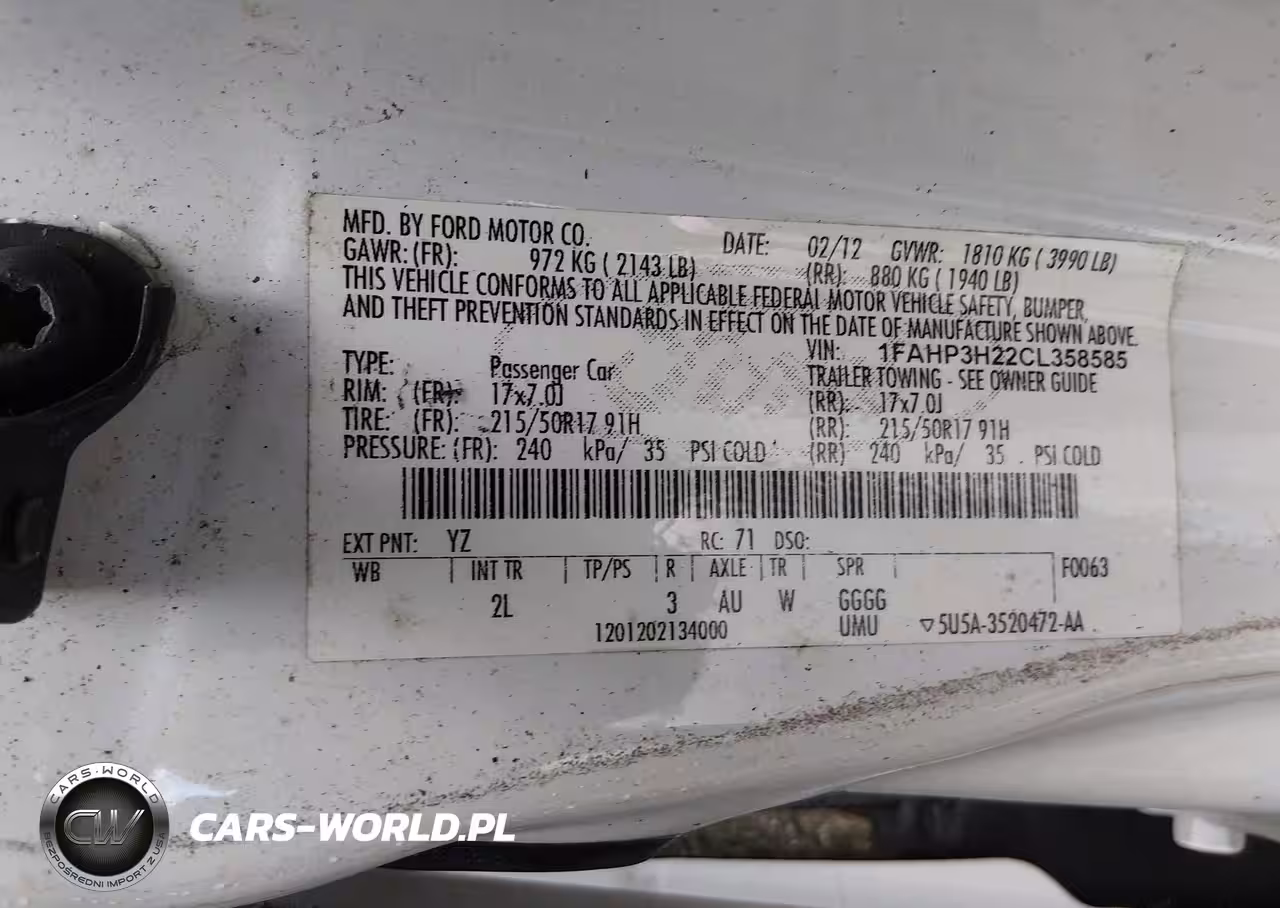 MFD. BY FORD MOTOR CO. DATE: 02/12 GVWR: 1810 KG ( 3990 LB)
GAWR: (FR): 972 KG ( 2143 LB) (RR): 880 KG ( 1940 LB)
THIS VEHICLE CONFORMS TO ALL APPLICABLE FEDERAL MOTOR VEHICLE SAFETY, BUMPER,
AND THEFT PREVENTION STANDARDS IN EFFECT ON THE DATE OF MANUFACTURE SHOWN ABOVE.
VIN: 1FAHP3H22CL358585
TYPE: Passenger Car TRAILER TOWING - SEE OWNER GUIDE
RIM: (FR): 17x7.0J (RR): 17x7.0J
TIRE: (FR): 215/50R17 91H (RR): 215/50R17 91H
PRESSURE: (FR): 240 kPa/ 35 PSI COLD (RR) 240 kPa/ 35 PSI COLD
EXT PNT: YZ RC: 71 DSO:
WB INT TR TP/PS R AXLE TR SPR F0063
2L 3 AU W GGGG
1201202134000 UMU ▽5U5A-3520472-AA
CARS-WORLD
CW
BEZPOŚREDNI IMPORT Z USA
CARS-WORLD.PL